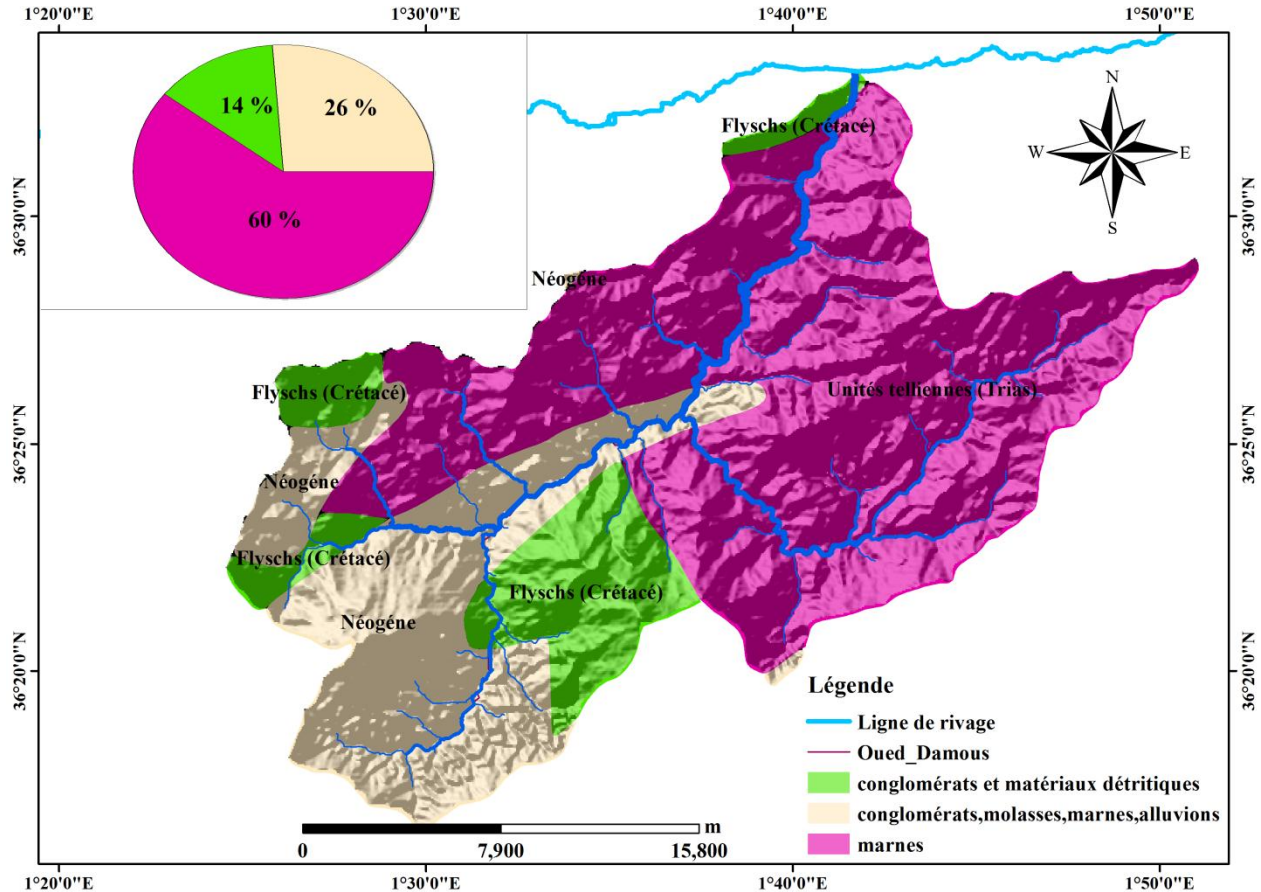 1°20'0"E
1°30'0"E
1°40'0"E
1°50'0"E
14 %
26 %
60 %
N
W
E
S
Flyschs (Crétacé)
36°30'0"N
36°30'0"N
Néogéne
Flyschs (Crétacé)
Unités telliennes (Trias)
36°25'0"N
36°25'0"N
Néogéne
Flyschs (Crétacé)
Flyschs (Crétacé)
Néogéne
36°20'0"N
36°20'0"N
Légende
Ligne de rivage
Oued_Damous
conglomérats et matériaux détritiques
conglomérats,molasses,marnes,alluvions
marnes
m
0
7,900
15,800
1°20'0"E
1°30'0"E
1°40'0"E
1°50'0"E